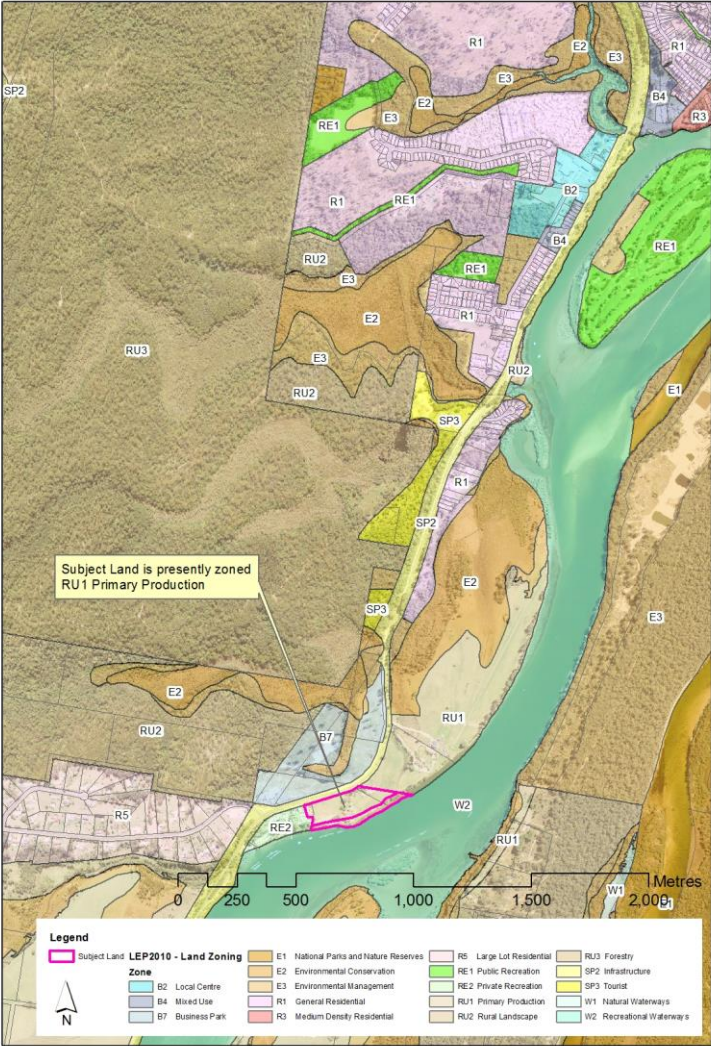 R1
E2
E3
R1
SP2
B4
R3
E3
E2
E3
RE1
R1
RE1
B2
B4
RE1
RU2
E3
RE1
E2
R1
RU3
E3
RU2
RU2
E1
SP3
R1
SP2
Subject Land is presently zoned
RU1 Primary Production
E2
SP3
E3
E2
RU2
RU1
B7
R5
RE2
W2
RU1
W1
0 250 500 1,000 1,500 2,000 Metres
Legend
Subject Land
LEP2010 - Land Zoning
Zone
B2 Local Centre
B4 Mixed Use
B7 Business Park
E1 National Parks and Nature Reserves
E2 Environmental Conservation
E3 Environmental Management
R1 General Residential
R3 Medium Density Residential
R5 Large Lot Residential
RE1 Public Recreation
RE2 Private Recreation
RU1 Primary Production
RU2 Rural Landscape
RU3 Forestry
SP2 Infrastructure
SP3 Tourist
W1 Natural Waterways
W2 Recreational Waterways
N